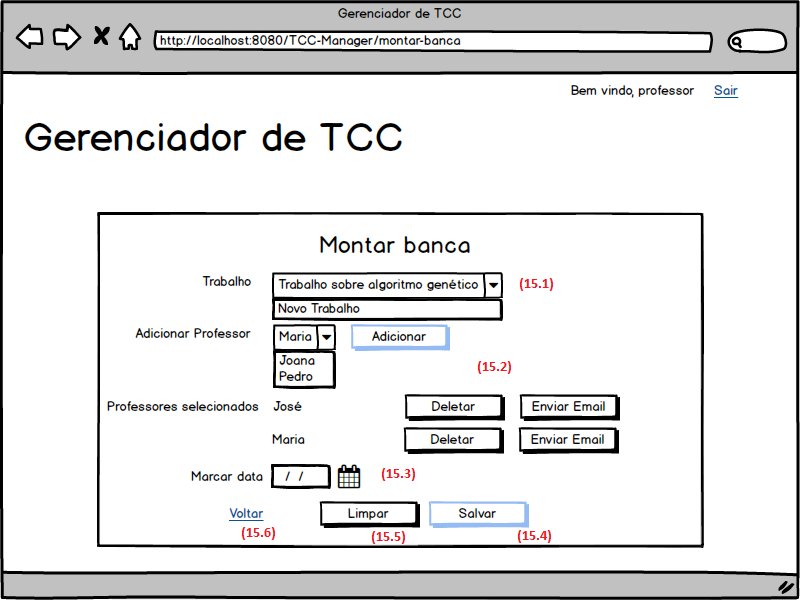 Gerenciador de TCC
http://localhost:8080/TCC-Manager/montar-banca
Bem vindo, professor Sair
Gerenciador de TCC
Montar banca
Trabalho Trabalho sobre algoritmo genético (15.1)
Novo Trabalho
Adicionar Professor Maria Adicionar
Joana
(15.2)
Pedro
Professores selecionados José Deletar Enviar Email
Maria Deletar Enviar Email
Marcar data / / (15.3)
Voltar Limpar Salvar
(15.6) (15.5) (15.4)